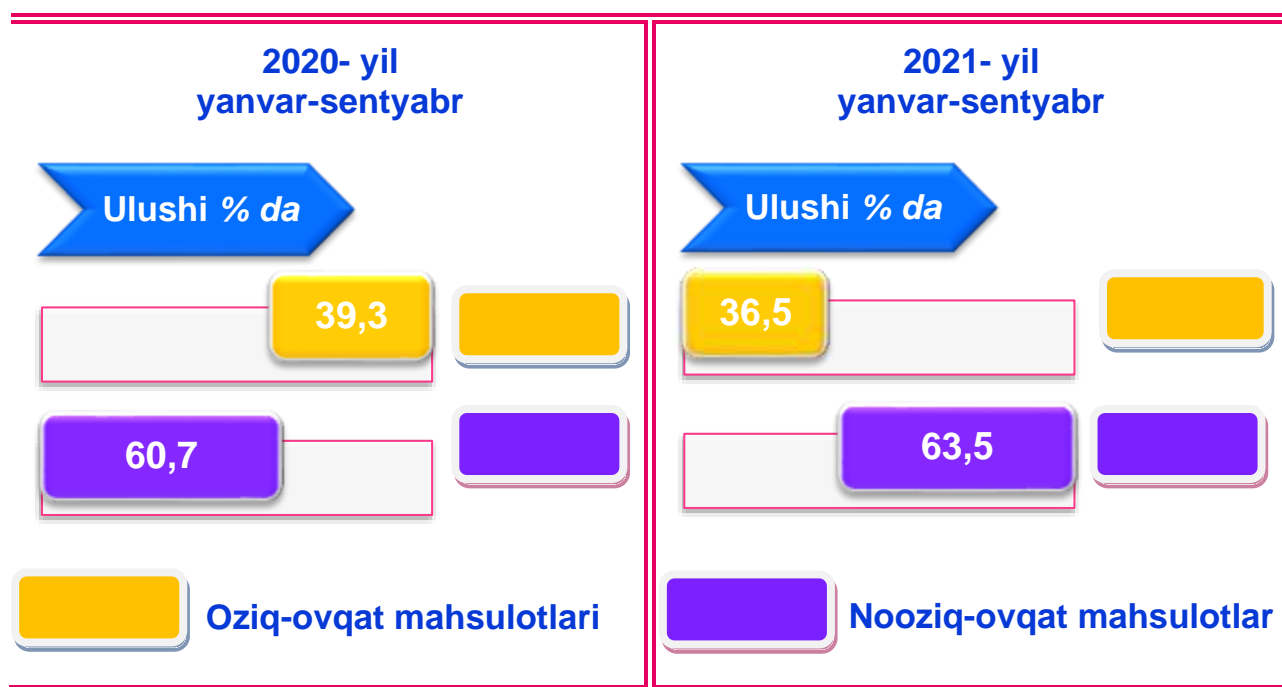 2020- yil
yanvar-sentyabr
Ulushi % da
39,3
60,7
Oziq-ovqat mahsulotlari
2021- yil
yanvar-sentyabr
Ulushi % da
36,5
63,5
Nooziq-ovqat mahsulotlar